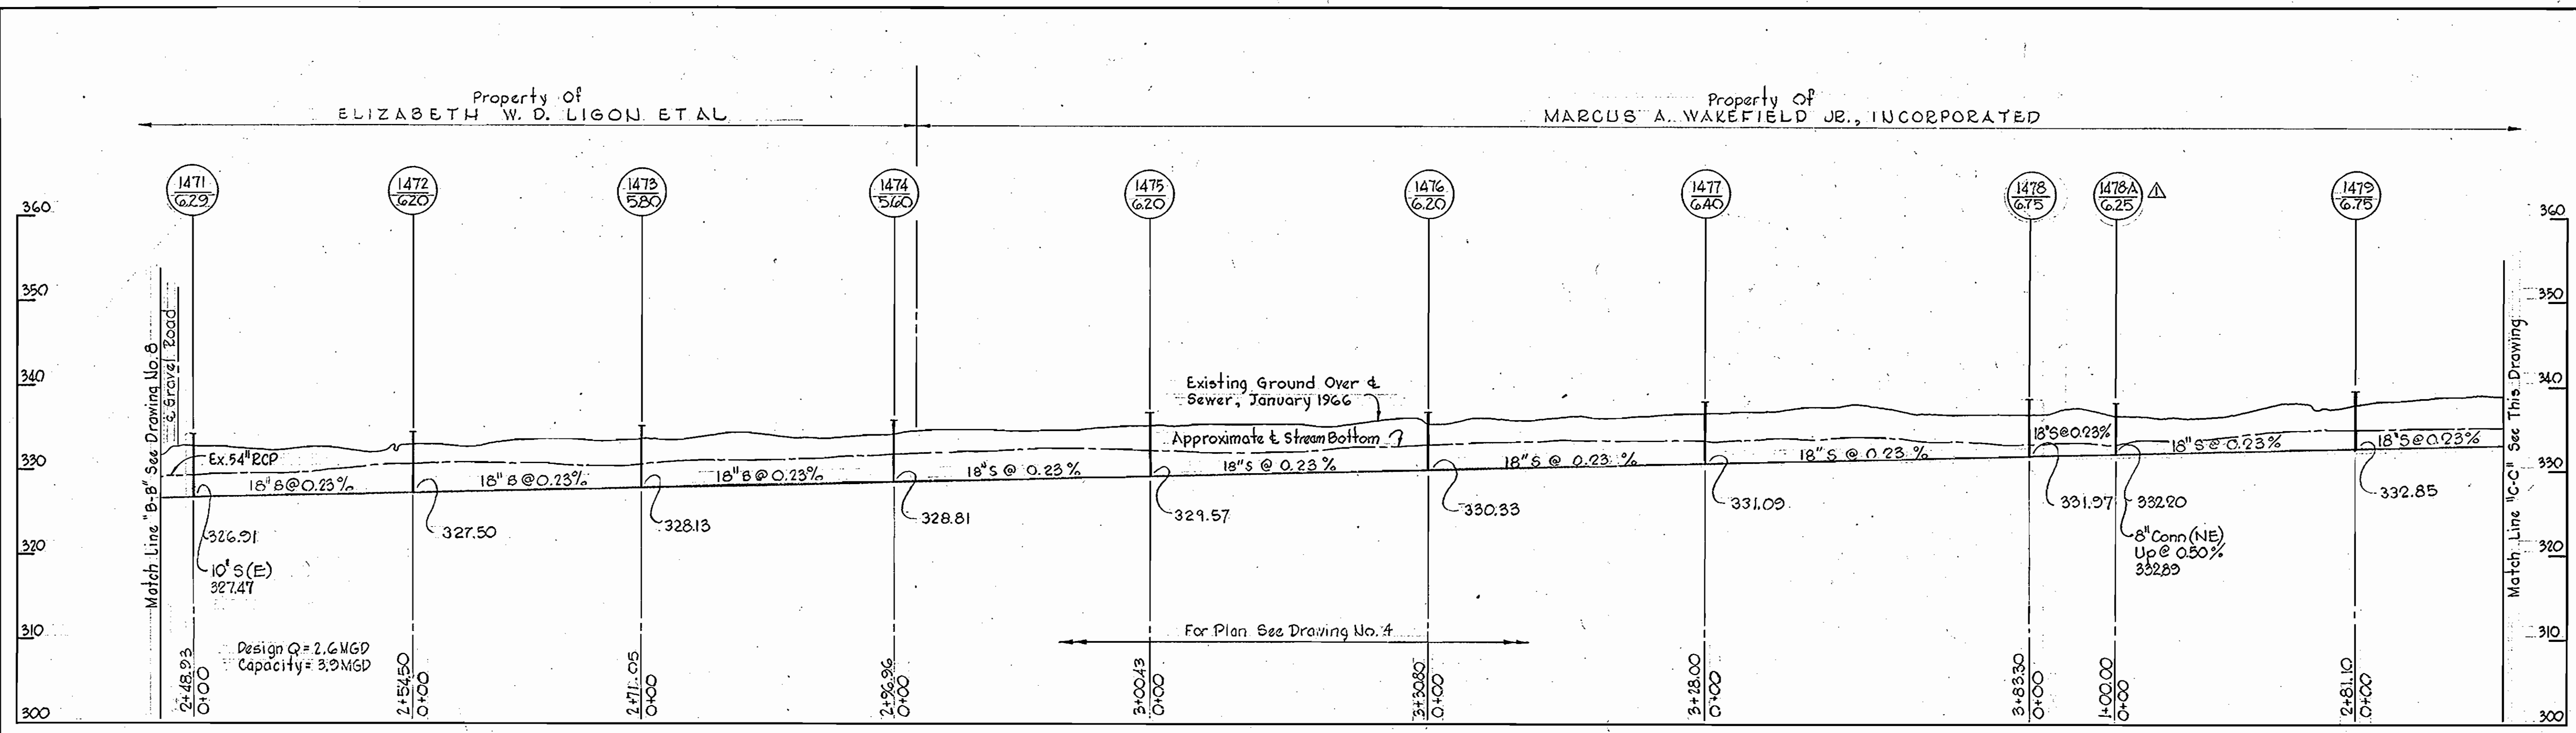 Property of
ELIZABETH W. D. LIGON ET AL
Property of
MARCUS A. WAKEFIELD JR., INCORPORATED
1471
6.29
1472
6.20
1473
5.80
1474
5.60
1475
6.20
1476
6.20
1477
6.40
1478
6.75
1478A
6.25
1
1479
6.75
360
350
340
330
320
310
300
360
350
340
330
320
310
300
Match Line "B-B" See Drawing No. 8
℄ Gravel Road
Ex. 54" RCP
Existing Ground Over ℄
Sewer, January 1966
Approximate ℄ Stream Bottom
18" S @ 0.23%
18" S @ 0.23%
18" S @ 0.23%
18" S @ 0.23%
18" S @ 0.23%
18" S @ 0.23%
18" S @ 0.23%
18" S @ 0.23%
18" S @ 0.23%
18" S @ 0.23%
326.91
10" S (E)
327.47
327.50
328.13
328.81
329.57
330.33
331.09
331.97
332.20
8" Conn (NE)
Up @ 0.50%
332.89
332.85
Match Line "C-C" See This Drawing
Design Q = 2.6 MGD
Capacity = 3.9 MGD
For Plan See Drawing No. 4
2+48.93
0+00
2+54.50
0+00
2+71.05
0+00
2+96.96
0+00
3+00.43
0+00
3+30.80
0+00
3+28.00
0+00
3+83.30
0+00
1+00.00
0+00
2+81.10
0+00